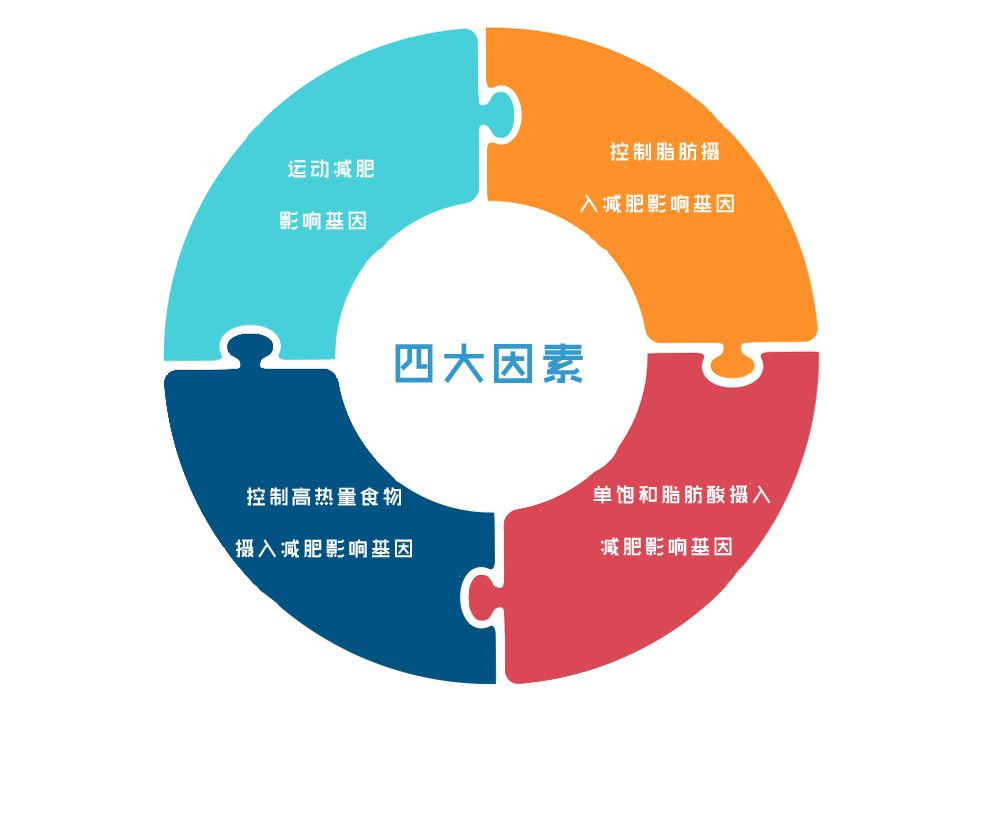 运动减肥
影响基因
控制脂肪摄
入减肥影响基因
四大因素
控制高热量食物
摄入减肥影响基因
单饱和脂肪酸摄入
减肥影响基因